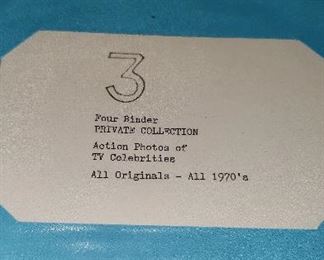 3
Four Binder
PRIVATE COLLECTION
Action Photos of
TV Celebrities
All Originals - All 1970's